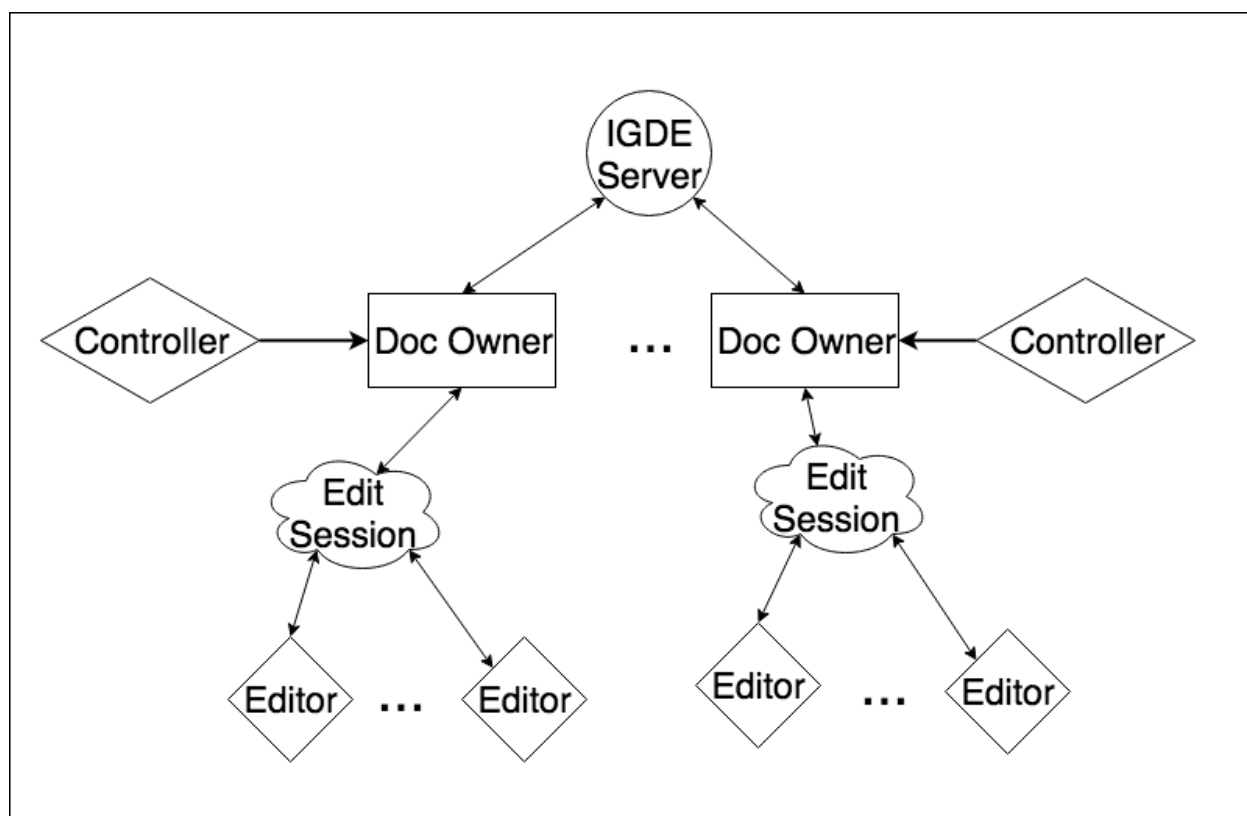 IGDE
Server
Controller
Doc Owner
...
Doc Owner
Controller
Edit
Session
Edit
Session
Editor
...
Editor
Editor
...
Editor